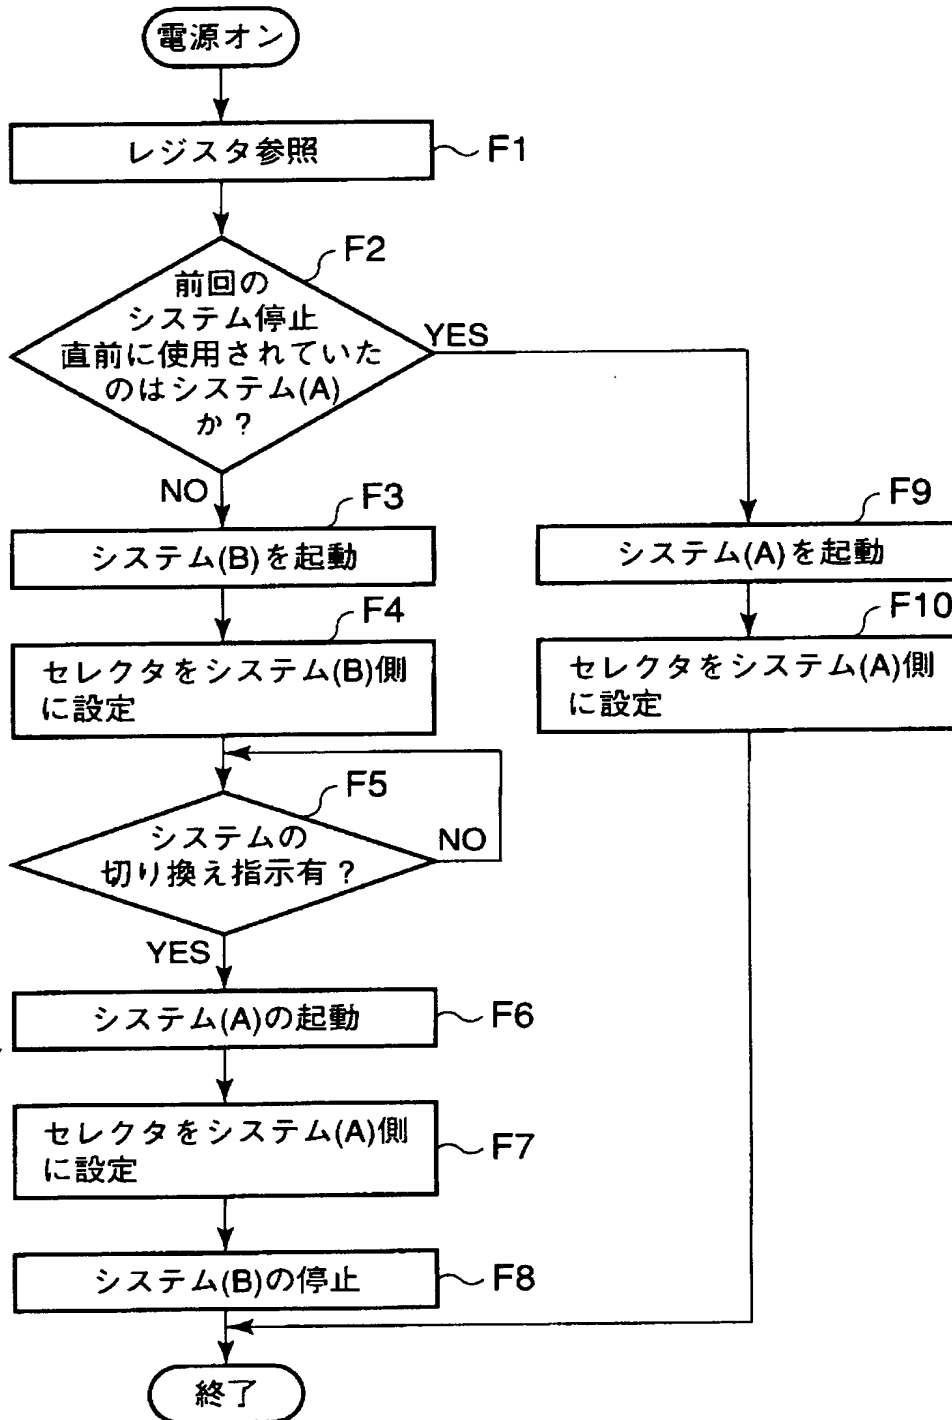 電源オン
レジスタ参照
F1
F2
前回の
システム停止
直前に使用されていた
のはシステム(A)
か？
YES
NO
F3
システム(B)を起動
F4
セレクタをシステム(B)側
に設定
F5
システムの
切り換え指示有？
NO
YES
システム(A)の起動
F6
セレクタをシステム(A)側
に設定
F7
システム(B)の停止
F8
F9
システム(A)を起動
F10
セレクタをシステム(A)側
に設定
終了